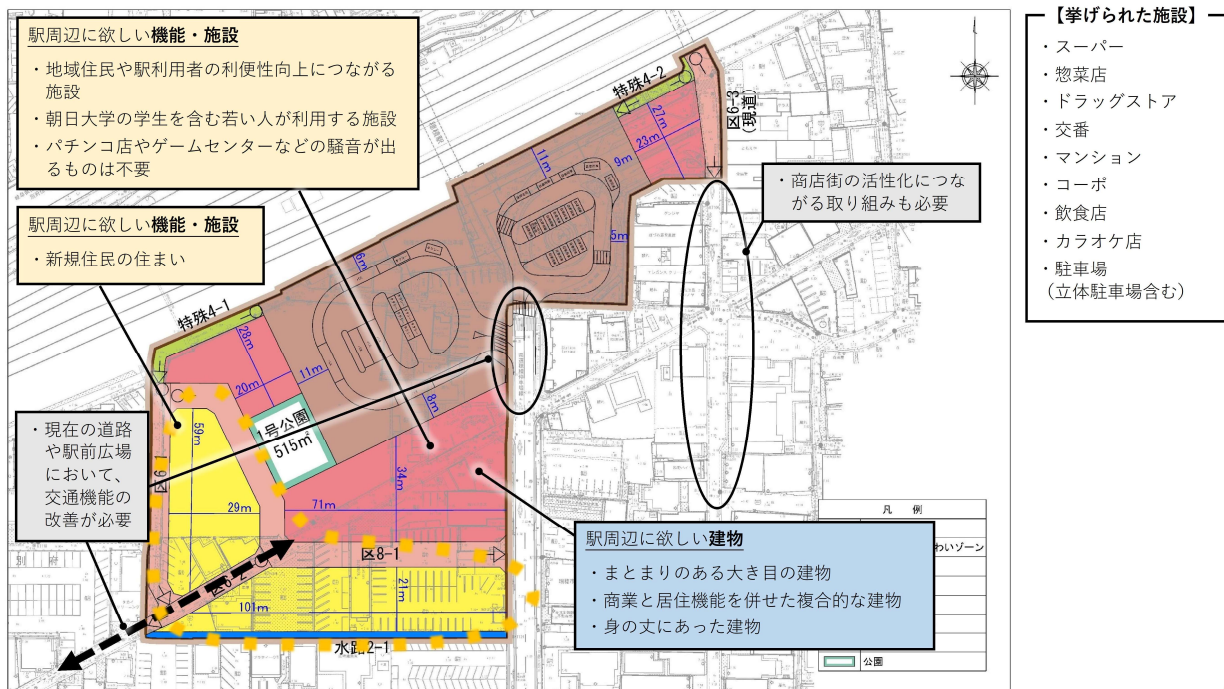 駅周辺に欲しい機能・施設
・地域住民や駅利用者の利便性向上につながる
施設
・朝日大学の学生を含む若い人が利用する施設
・パチンコ店やゲームセンターなどの騒音が出
るものは不要
駅周辺に欲しい機能・施設
・新規住民の住まい
・現在の道路
や駅前広場
において、
交通機能の
改善が必要
・商店街の活性化につな
がる取り組みも必要
駅周辺に欲しい建物
・まとまりのある大き目の建物
・商業と居住機能を併せた複合的な建物
・身の丈にあった建物
【挙げられた施設】
・スーパー
・惣菜店
・ドラッグストア
・交番
・マンション
・コーポ
・飲食店
・カラオケ店
・駐車場
（立体駐車場含む）
特殊4-2
区6-3
(現道)
27m
23m
9m
11m
5m
6m
特殊4-1
28m
20m
11m
8m
1号公園
515㎡
59m
29m
71m
34m
区8-1
区6-2
21m
101m
水路2-1
凡 例
わいゾーン
公園